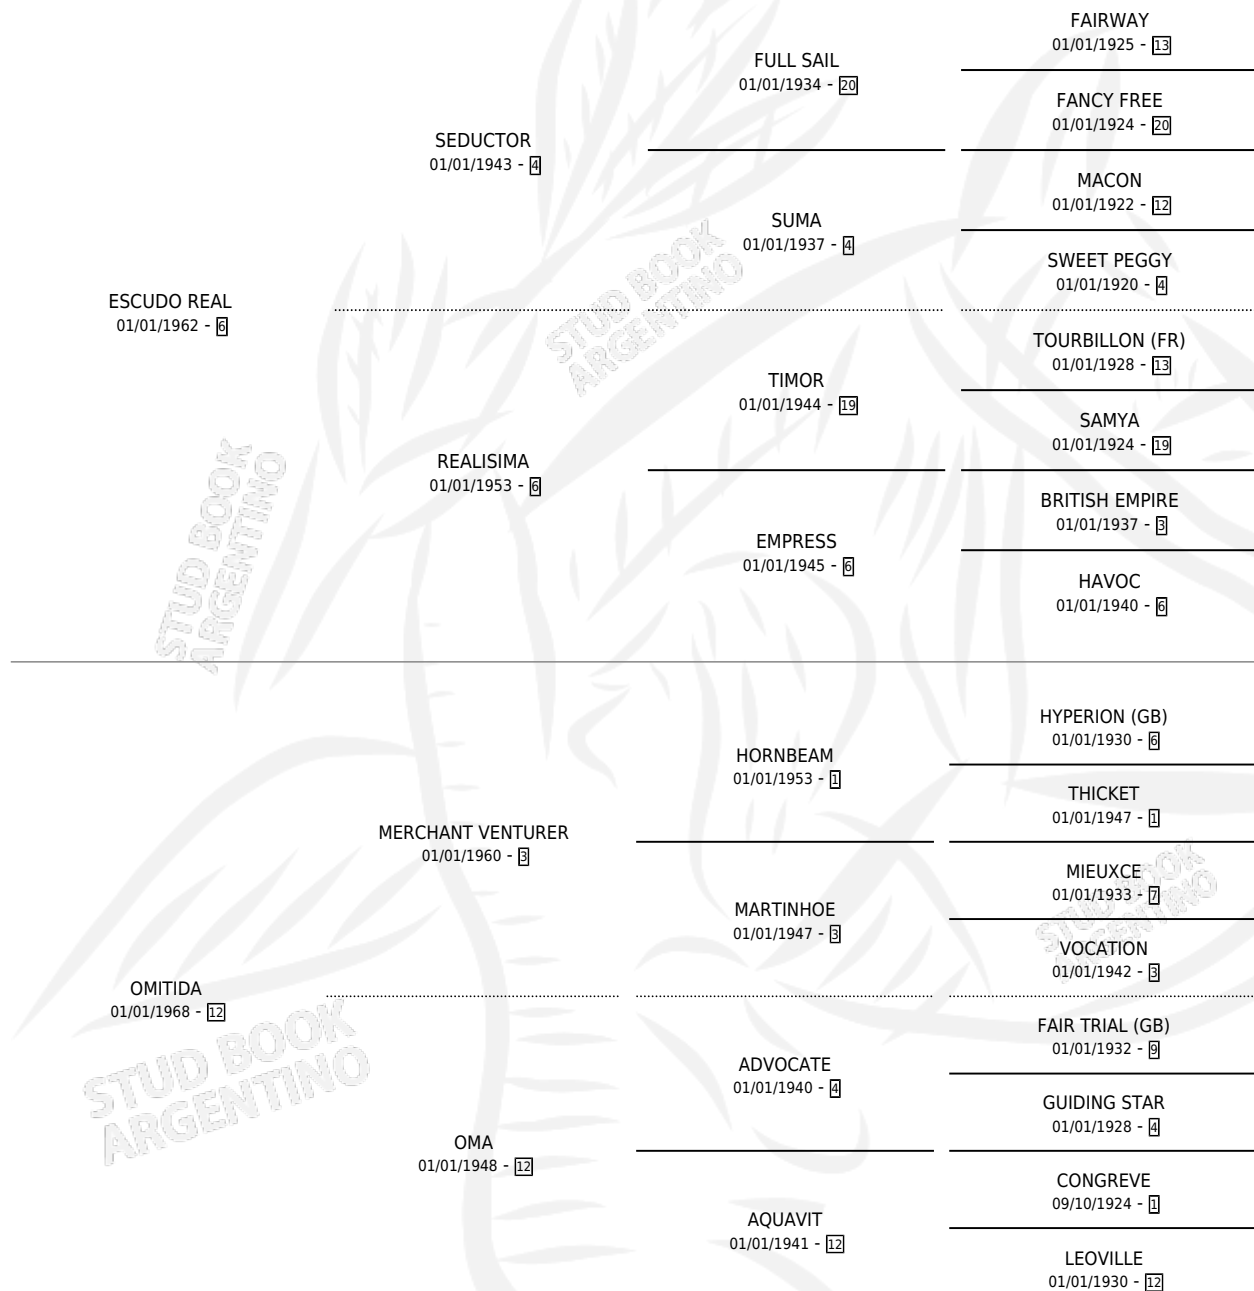 FAIRWAY
01/01/1925 - 13
FULL SAIL
01/01/1934 - 20
FANCY FREE
01/01/1924 - 20
SEDUCTOR
01/01/1943 - 4
MACON
01/01/1922 - 12
SUMA
01/01/1937 - 4
SWEET PEGGY
01/01/1920 - 4
ESCUDO REAL
01/01/1962 - 6
TOURBILLON (FR)
01/01/1928 - 13
TIMOR
01/01/1944 - 19
SAMYA
01/01/1924 - 19
REALISIMA
01/01/1953 - 6
BRITISH EMPIRE
01/01/1937 - 3
EMPRESS
01/01/1945 - 6
HAVOC
01/01/1940 - 6
HYPERION (GB)
01/01/1930 - 6
HORNBEAM
01/01/1953 - 1
THICKET
01/01/1947 - 1
MERCHANT VENTURER
01/01/1960 - 3
MIEUXCE
01/01/1933 - 7
MARTINHOE
01/01/1947 - 3
VOCATION
01/01/1942 - 3
OMITIDA
01/01/1968 - 12
FAIR TRIAL (GB)
01/01/1932 - 9
ADVOCATE
01/01/1940 - 4
GUIDING STAR
01/01/1928 - 4
OMA
01/01/1948 - 12
CONGREVE
09/10/1924 - 1
AQUAVIT
01/01/1941 - 12
LEOVILLE
01/01/1930 - 12
STUD BOOK
ARGENTINO
STUD BOOK
ARGENTINO
STUD BOOK
ARGENTINO
STUD BOOK
ARGENTINO